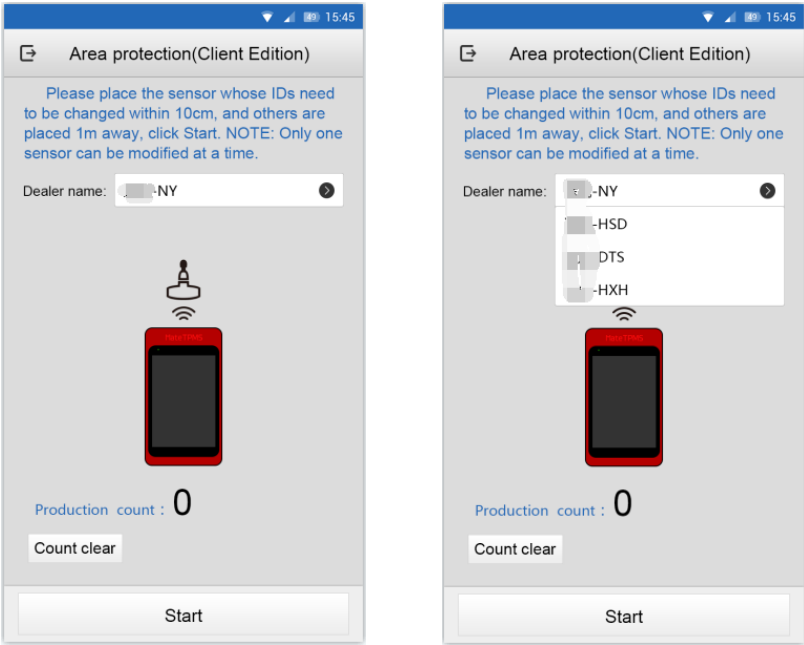 49 15:45
Area protection(Client Edition)
Please place the sensor whose IDs need
to be changed within 10cm, and others are
placed 1m away, click Start. NOTE: Only one
sensor can be modified at a time.
Dealer name: -NY
Production count : 0
Count clear
Start
49 15:45
Area protection(Client Edition)
Please place the sensor whose IDs need
to be changed within 10cm, and others are
placed 1m away, click Start. NOTE: Only one
sensor can be modified at a time.
Dealer name: -NY
-HSD
DTS
-HXH
Production count : 0
Count clear
Start